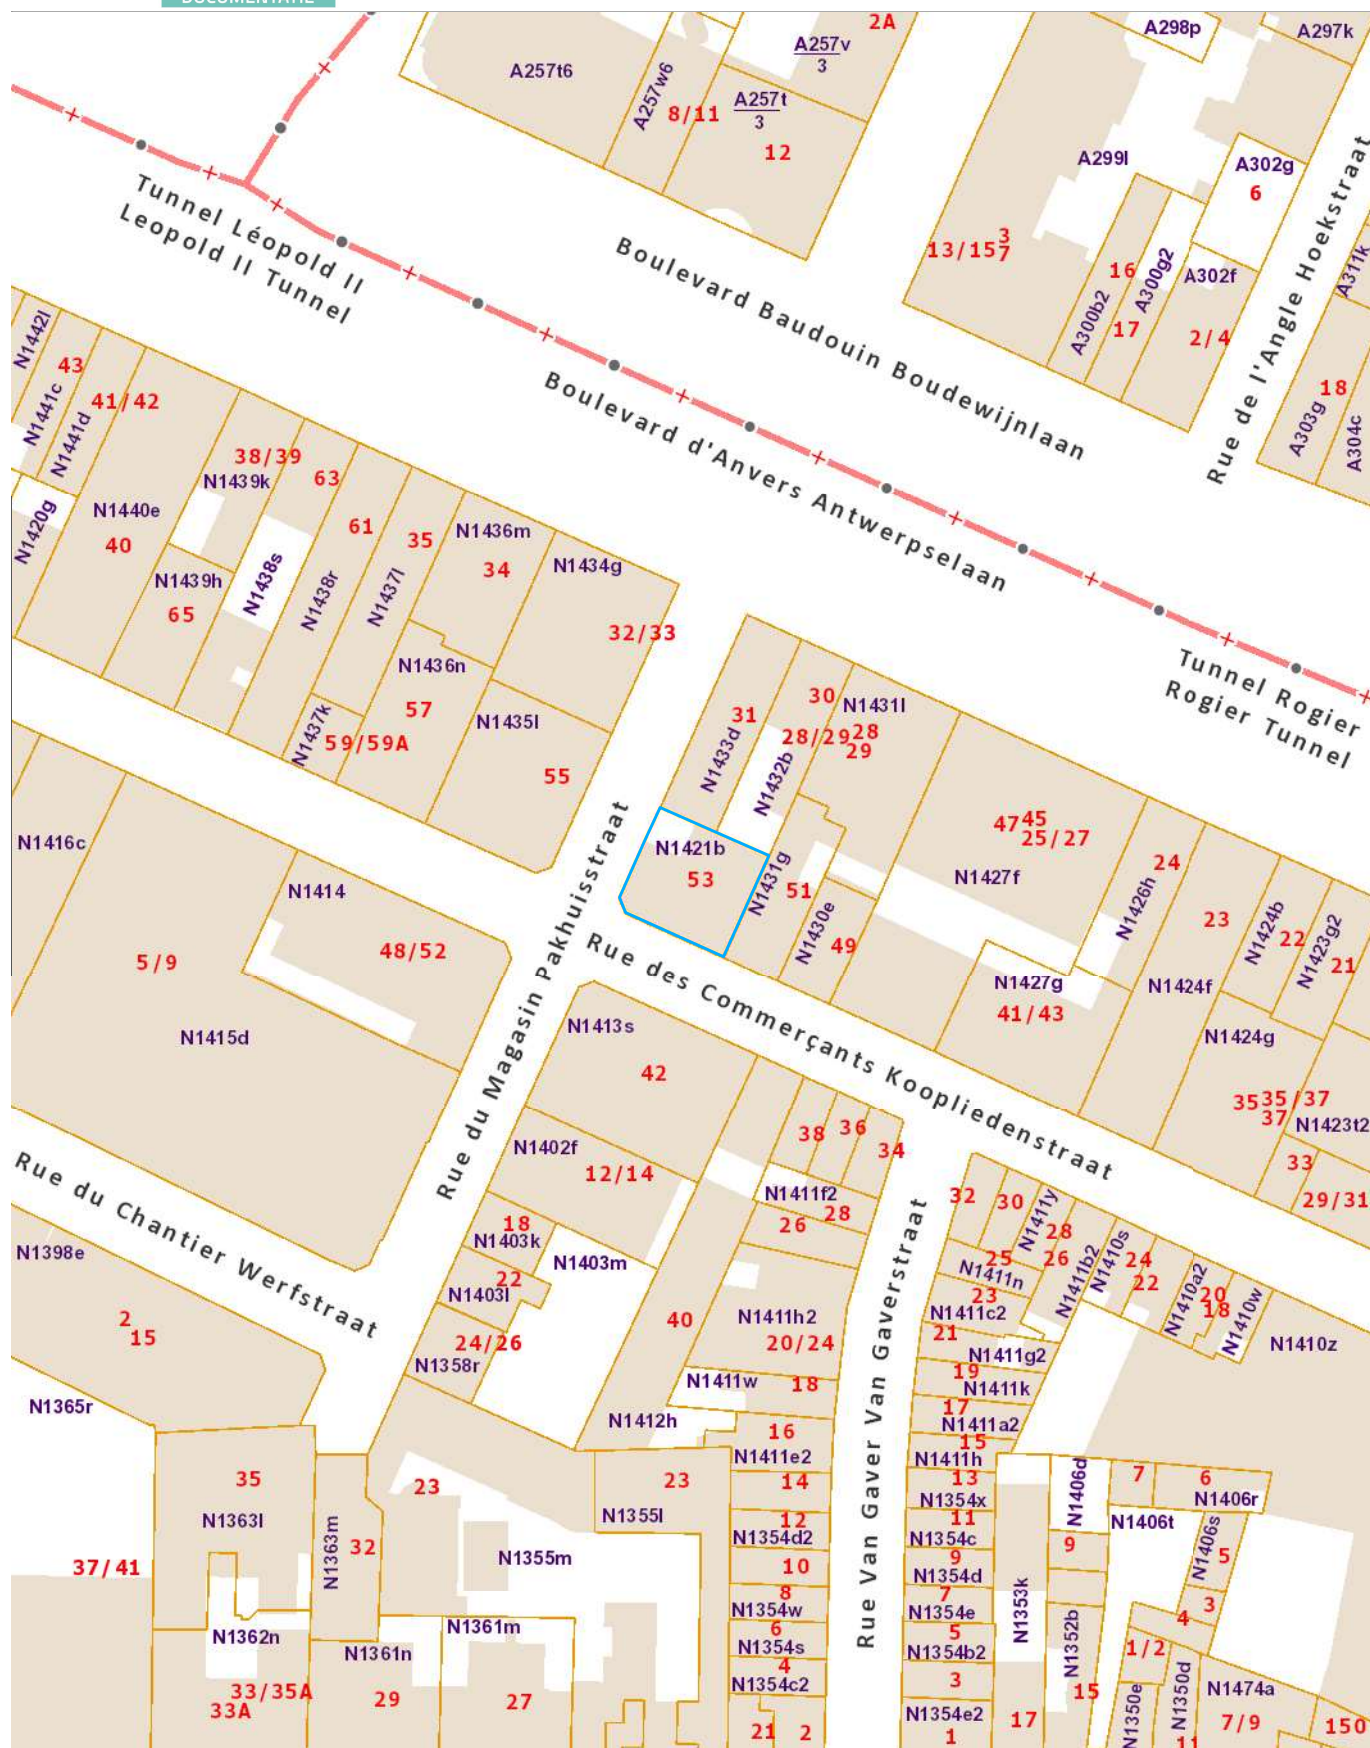 DOCUMENTATIE
2A
A298p
A297k
A257v
3
A257t6
A257w6
8/11
A257t
3
12
A299l
A302g
6
Tunnel Léopold II
Leopold II Tunnel
Boulevard Baudouin Boudewijnlaan
13/15
3
7
16
A300g2
A302f
A300b2
17
2/4
Rue de l'Angle Hoekstraat
A311k
18
A303g
A304c
N1442l
43
N1441c
41/42
N1441d
Boulevard d'Anvers Antwerpselaan
38/39
N1439k
63
N1420g
N1440e
40
61
35
N1436m
34
N1434g
N1439h
65
N1438s
N1438r
N1437l
32/33
N1436n
57
N1435l
N1437k
59/59A
55
Tunnel Rogier
Rogier Tunnel
30
N1431l
31
28/29
28
29
N1433d
N1432b
N1416c
N1421b
53
N1431g
51
47
45
25/27
N1427f
24
N1426h
N1414
48/52
5/9
N1415d
Rue du Magasin Pakhuisstraat
Rue des Commerçants Koopliedenstraat
N1430e
49
N1427g
41/43
23
N1424b
22
N1423g2
21
N1424f
N1424g
N1413s
42
35
35/37
37
N1423t2
38
36
34
N1402f
12/14
33
29/31
Rue du Chantier Werfstraat
N1411f2
28
26
32
30
N1411y
28
26
18
N1403k
N1403m
N1398e
22
N1403l
25
N1411n
23
N1411b2
N1410s
24
22
N1410a2
20
18
N1410w
N1410z
2
15
24/26
N1358r
40
N1411h2
20/24
N1411c2
21
N1411g2
19
N1411k
17
N1411a2
15
N1411h
N1411w
18
N1365r
N1412h
16
N1411e2
Rue Van Gaver Van Gaverstraat
35
N1363l
23
23
N1355l
14
13
N1354x
N1406d
7
6
N1406r
N1363m
32
12
N1354d2
11
N1354c
N1406t
N1406s
37/41
N1355m
10
9
N1354d
9
5
8
N1354w
7
N1354e
N1353k
3
4
N1362n
N1361n
N1361m
6
N1354s
5
N1354b2
N1352b
1/2
33/35A
33A
29
27
4
N1354c2
3
15
N1350e
N1350d
N1474a
7/9
21
2
N1354e2
1
17
11
150